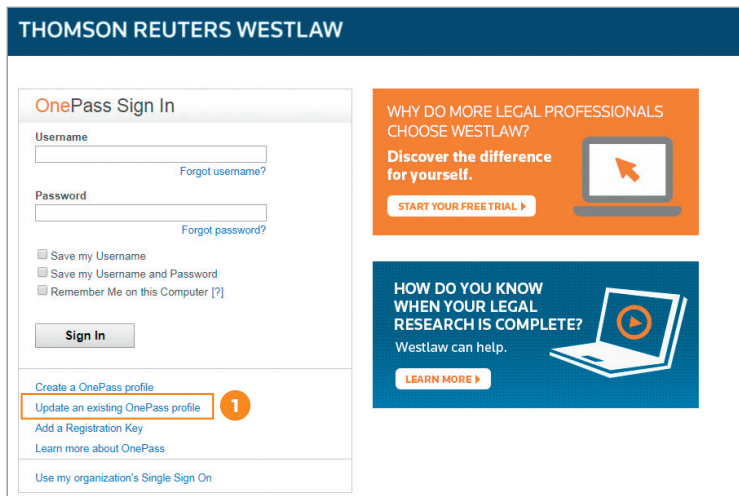 THOMSON REUTERS WESTLAW
OnePass Sign In
Username
Forgot username?
Password
Forgot password?
Save my Username
Save my Username and Password
Remember Me on this Computer [?]
Sign In
Create a OnePass profile
Update an existing OnePass profile
1
Add a Registration Key
Learn more about OnePass
Use my organization's Single Sign On
WHY DO MORE LEGAL PROFESSIONALS
CHOOSE WESTLAW?
Discover the difference
for yourself.
START YOUR FREE TRIAL
HOW DO YOU KNOW
WHEN YOUR LEGAL
RESEARCH IS COMPLETE?
Westlaw can help.
LEARN MORE